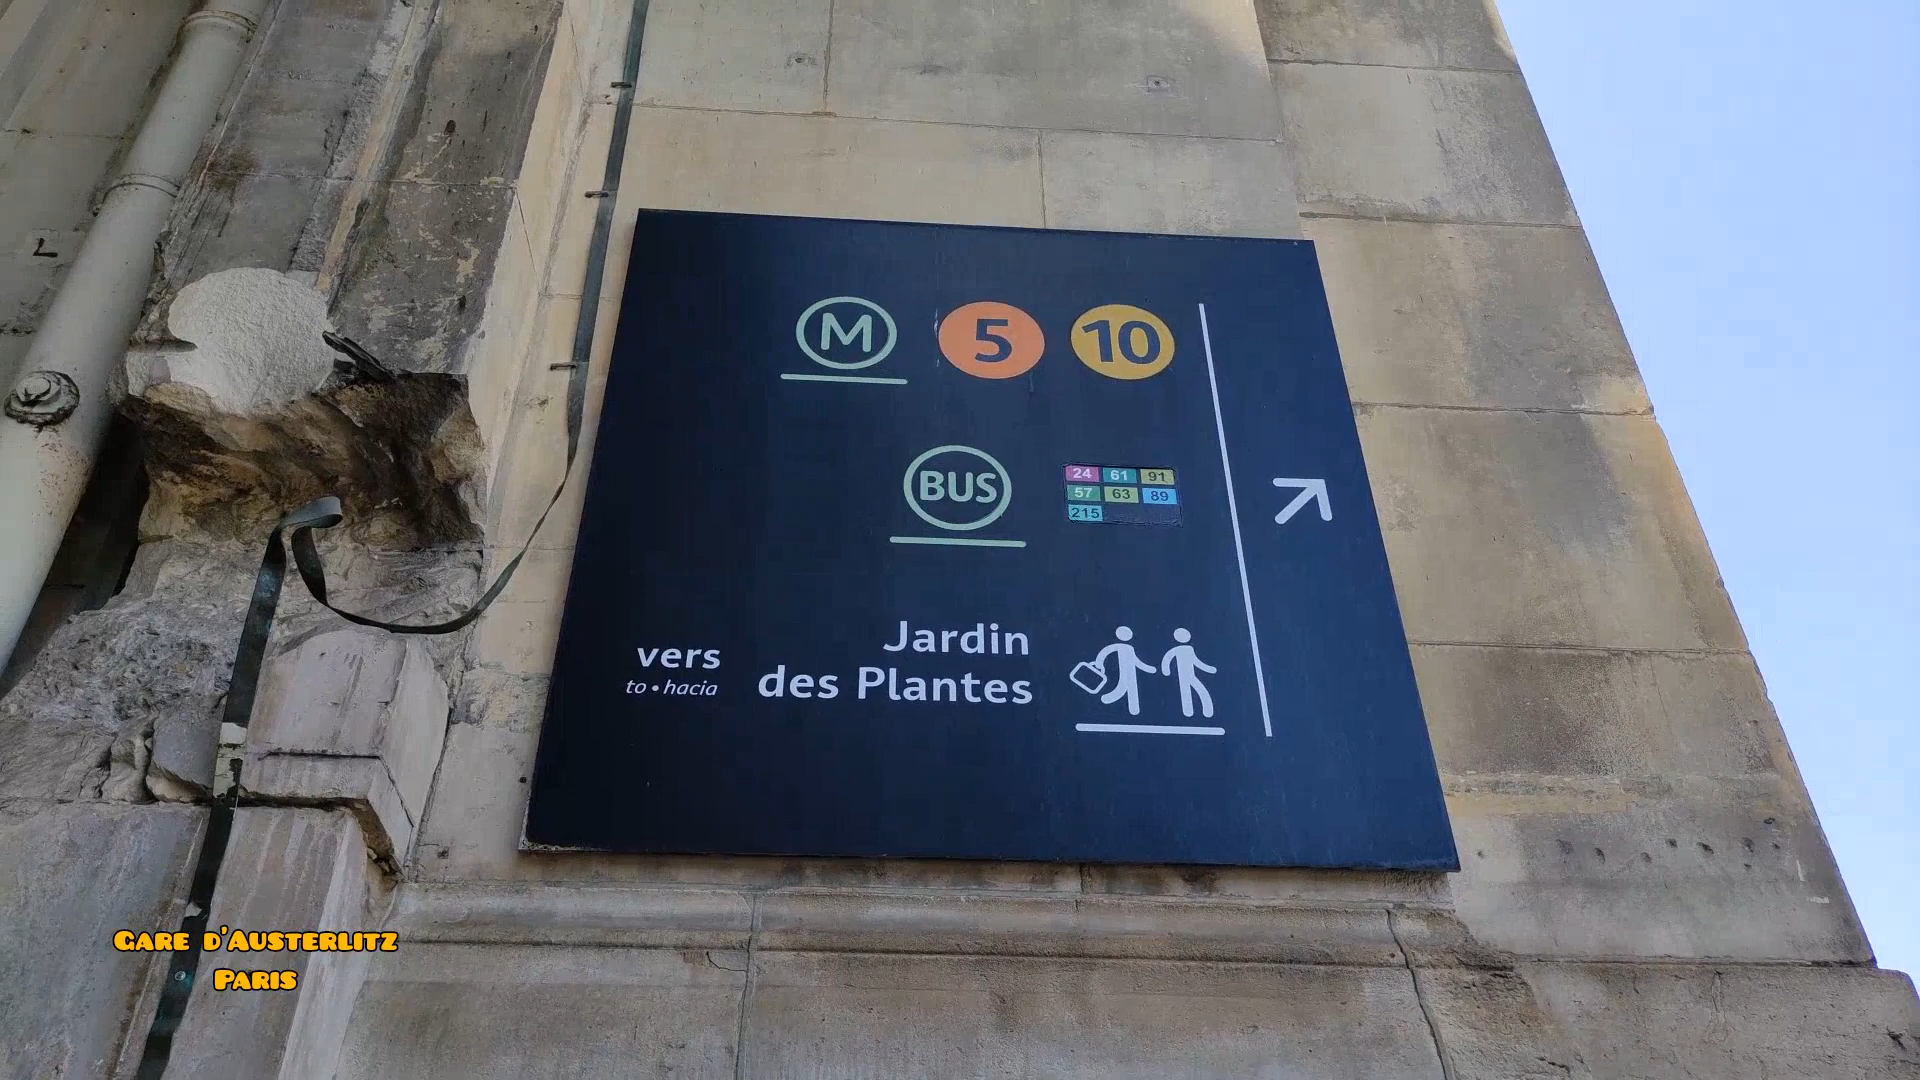 M 5 10
BUS
24 61 91
57 63 89
215
vers
to • hacia
Jardin
des Plantes
Gare d'Austerlitz
Paris